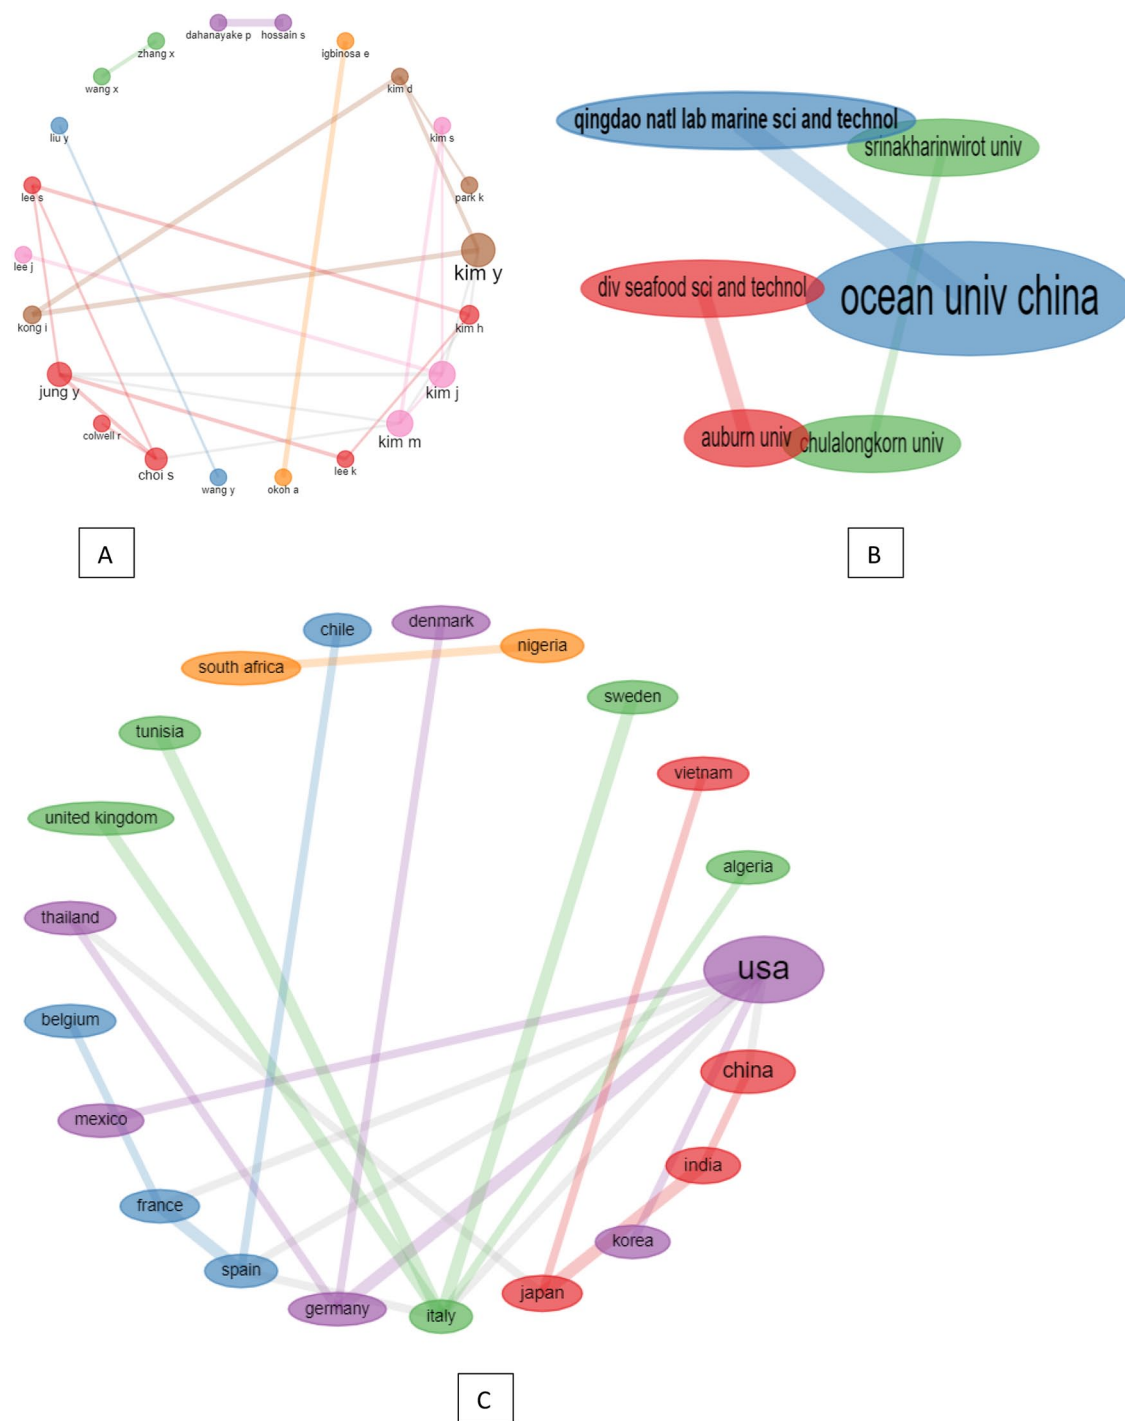 dahanayake p
hossain s
zhang x
igbinosa e
wang x
kim d
liu y
kim s
lee s
park k
lee j
kim y
kong i
kim h
jung y
kim j
colwell r
kim m
choi s
lee k
wang y
okoh a
A
qingdao natl lab marine sci and technol
srinakharinwirot univ
div seafood sci and technol
ocean univ china
auburn univ
chulalongkorn univ
B
chile
denmark
nigeria
south africa
sweden
tunisia
vietnam
united kingdom
algeria
thailand
usa
belgium
china
mexico
india
france
korea
spain
japan
germany
italy
C